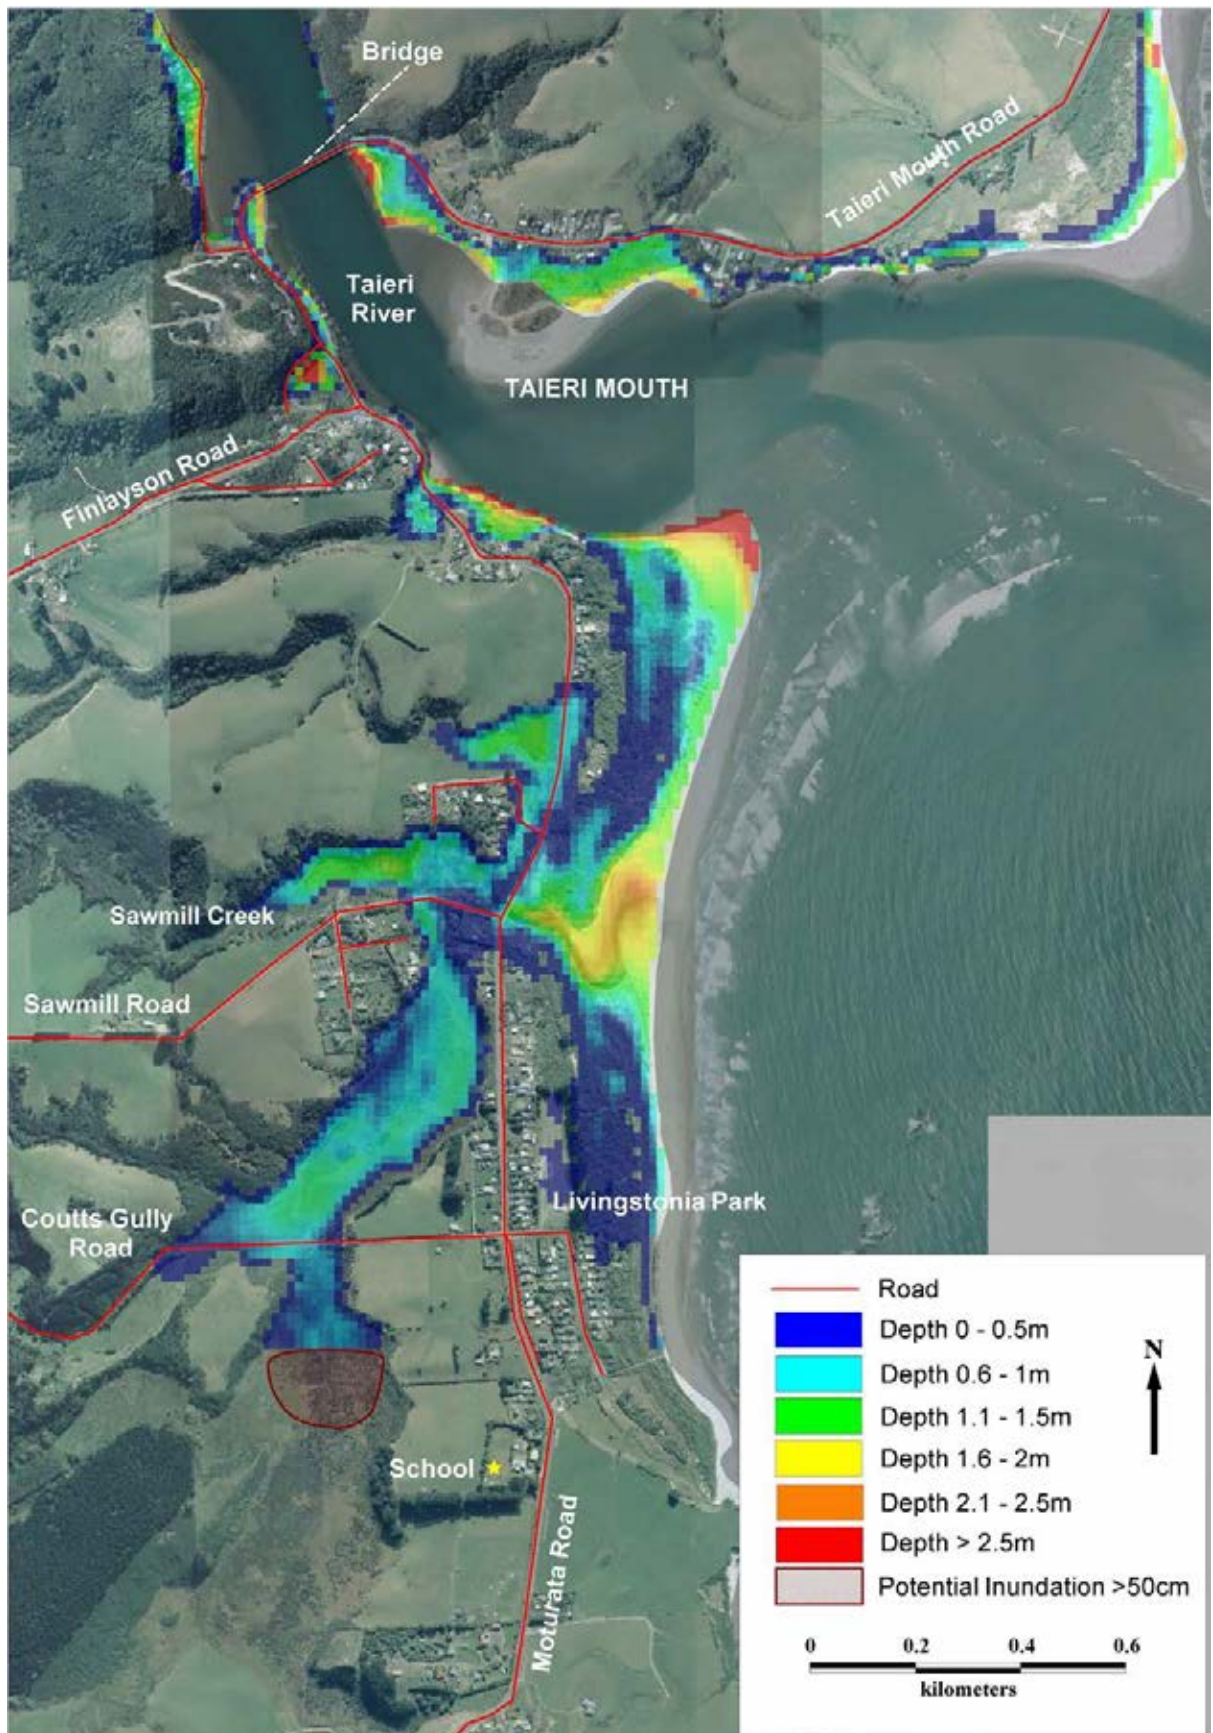 Bridge
Taieri Mouth Road
Taieri
River
TAIERI MOUTH
Finlayson Road
Sawmill Creek
Sawmill Road
Coutts Gully
Road
Livingstonia Park
School
Moturata Road
Road
Depth 0 - 0.5m
Depth 0.6 - 1m
Depth 1.1 - 1.5m
Depth 1.6 - 2m
Depth 2.1 - 2.5m
Depth > 2.5m
Potential Inundation >50cm
N
0 0.2 0.4 0.6
kilometers